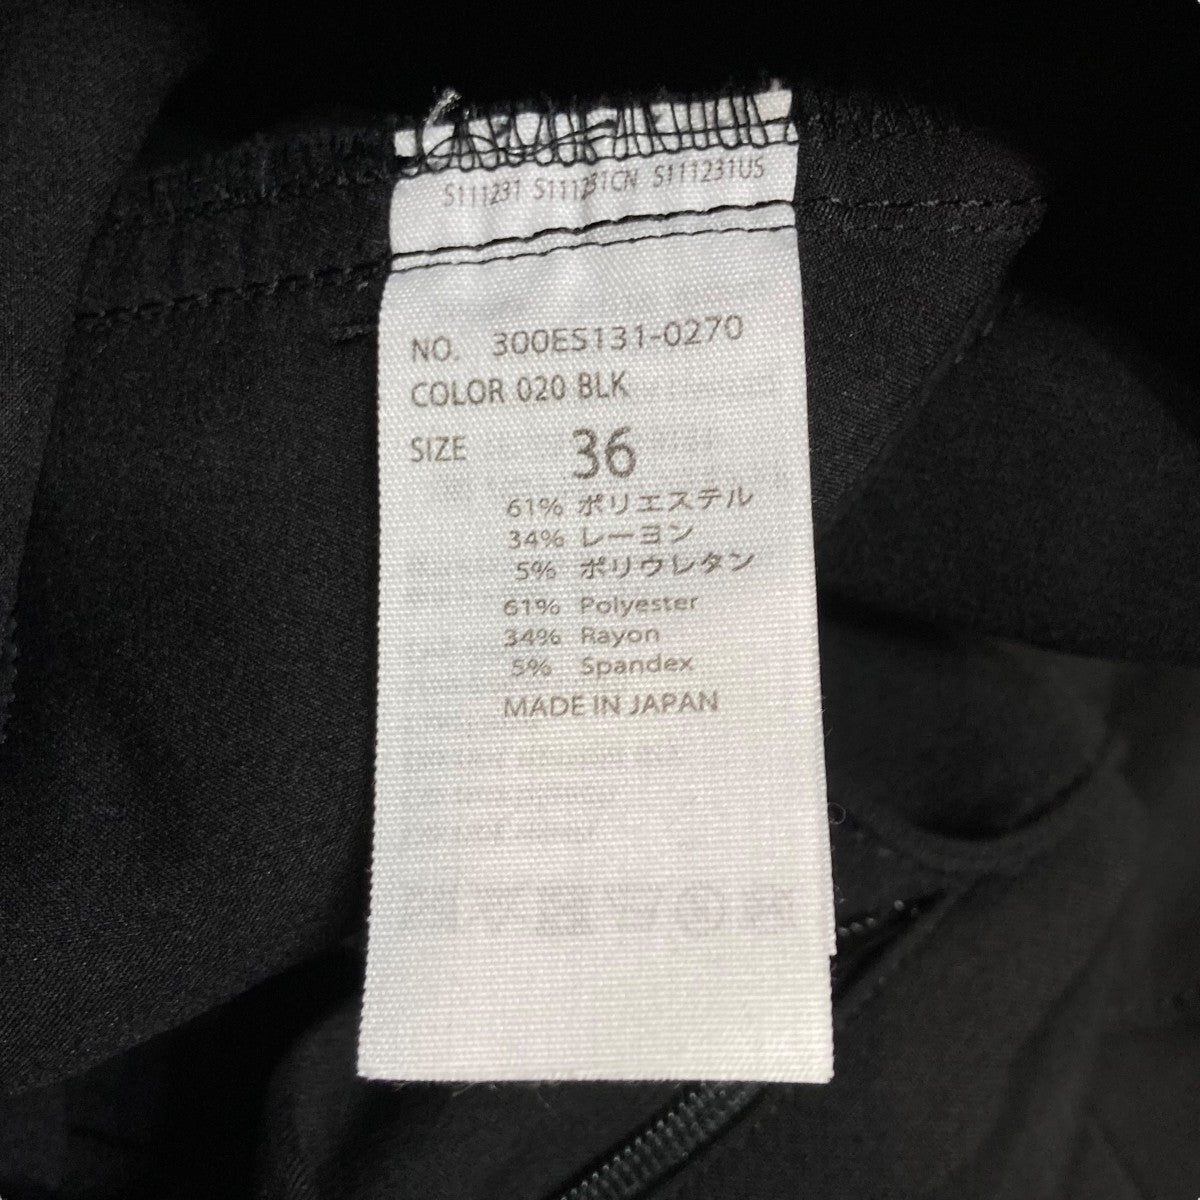 S111231 S111231CN S111231US
NO. 300ES131-0270
COLOR 020 BLK
SIZE 36
61% ポリエステル
34% レーヨン
5% ポリウレタン
61% Polyester
34% Rayon
5% Spandex
MADE IN JAPAN